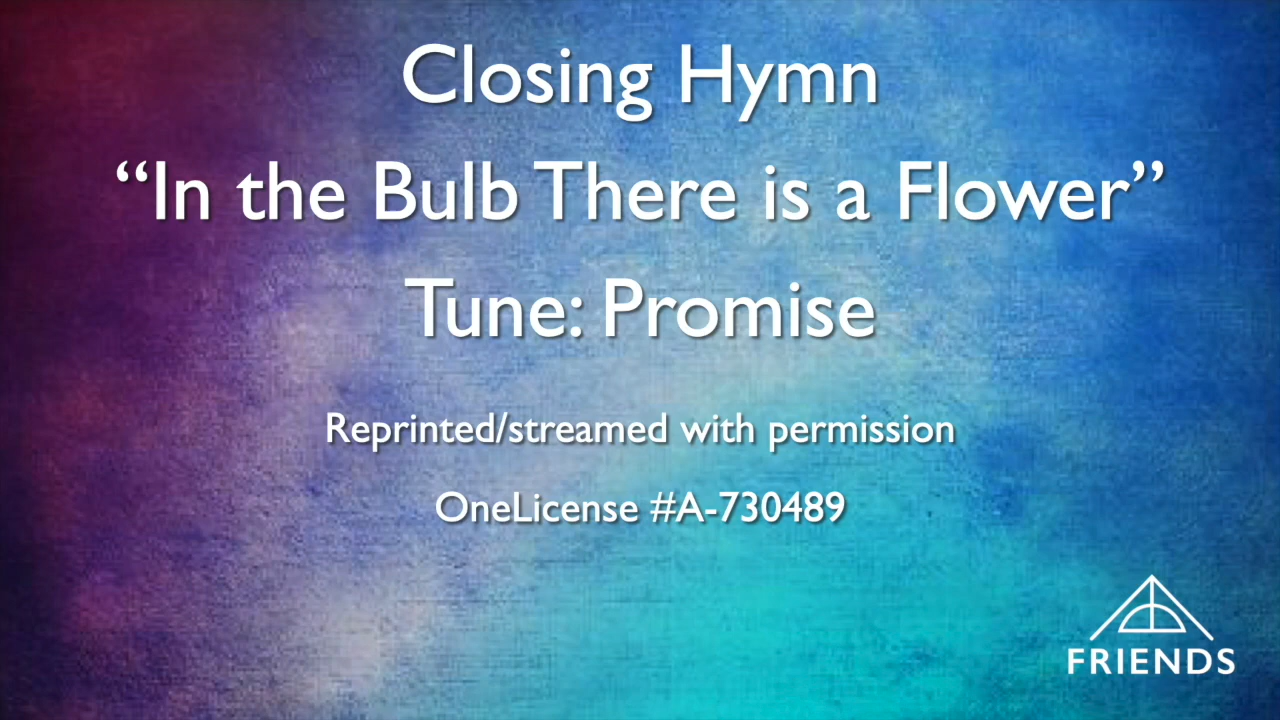 Closing Hymn
“In the Bulb There is a Flower”
Tune: Promise
Reprinted/streamed with permission
OneLicense #A-730489
FRIENDS